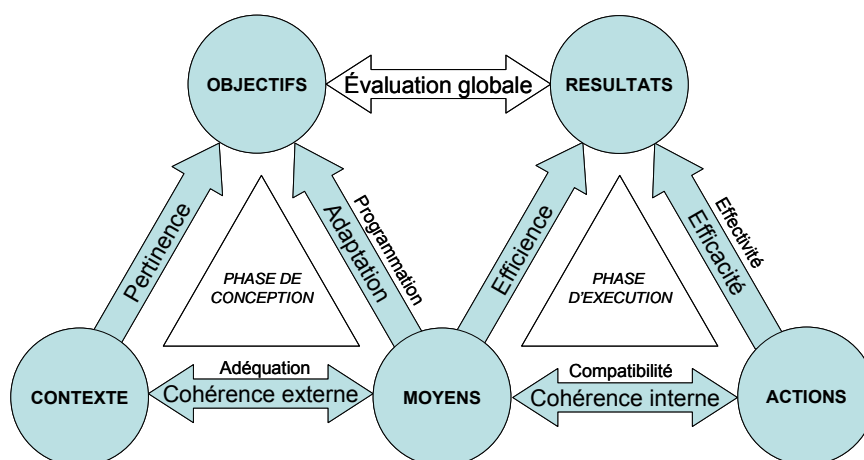 OBJECTIFS
Évaluation globale
RESULTATS
Pertinence
Programmation
Adaptation
Efficience
Effectivité
Efficacité
PHASE DE
CONCEPTION
PHASE
D'EXECUTION
Adéquation
Compatibilité
CONTEXTE
Cohérence externe
MOYENS
Cohérence interne
ACTIONS